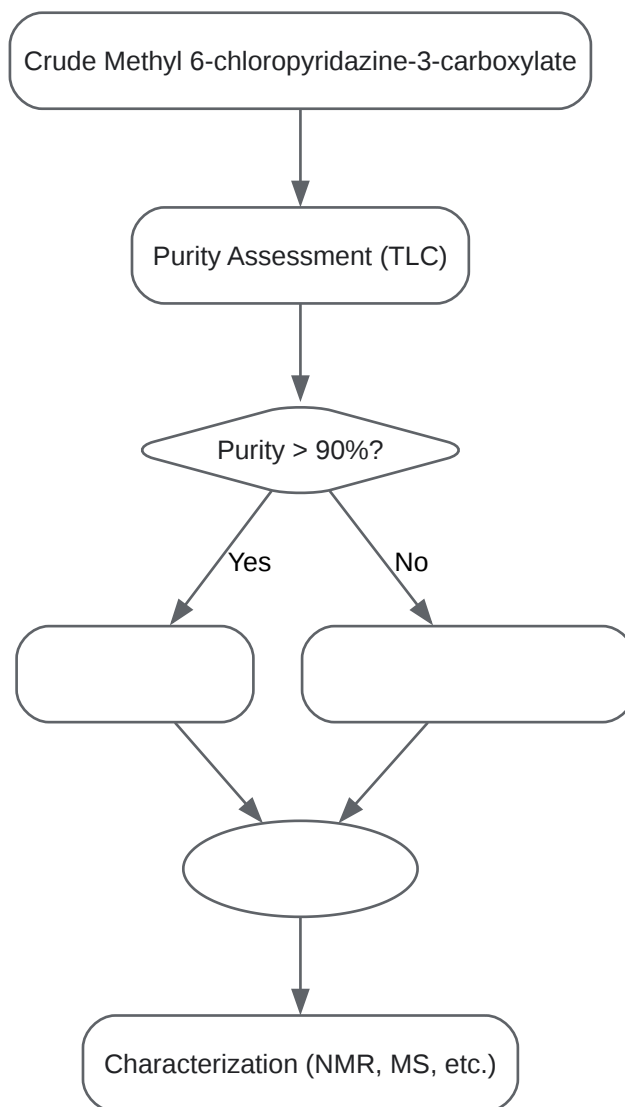 Crude Methyl 6-chloropyridazine-3-carboxylate
Purity Assessment (TLC)
Purity > 90%?
Yes
No
Characterization (NMR, MS, etc.)